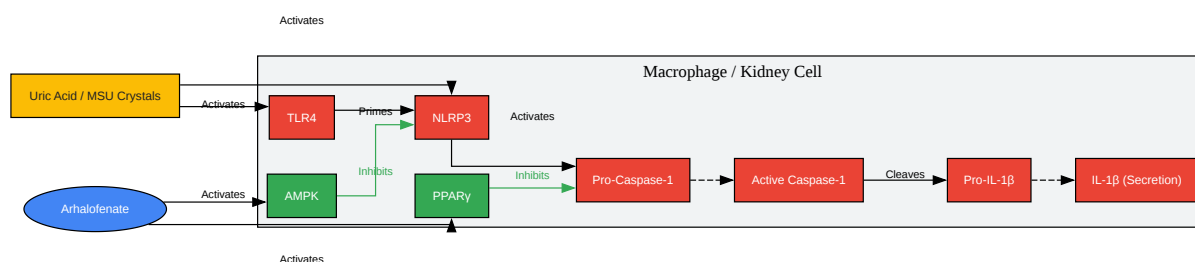 Activates
Macrophage / Kidney Cell
Uric Acid / MSU Crystals
Activates
TLR4
Primes
NLRP3
Activates
Inhibits
Inhibits
Pro-Caspase-1
Active Caspase-1
Cleaves
Pro-IL-1β
IL-1β (Secretion)
Arhalofenate
Activates
AMPK
PPARγ
Activates